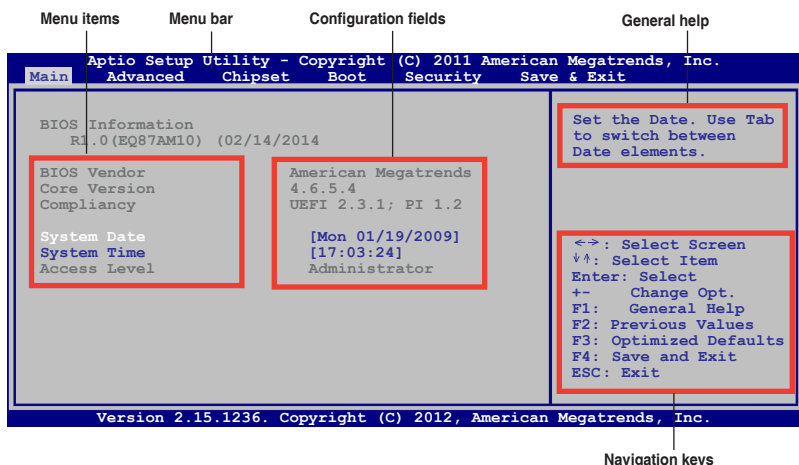 Menu items Menu bar Configuration fields General help
Aptio Setup Utility - Copyright (C) 2011 American Megatrends, Inc.
Main Advanced Chipset Boot Security Save & Exit
BIOS Information
R1.0(EQ87AM10) (02/14/2014
BIOS Vendor American Megatrends
Core Version 4.6.5.4
Compliancy UEFI 2.3.1; PI 1.2
System Date [Mon 01/19/2009]
System Time [17:03:24]
Access Level Administrator
Set the Date. Use Tab
to switch between
Date elements.
←→: Select Screen
↓↑: Select Item
Enter: Select
+- Change Opt.
F1: General Help
F2: Previous Values
F3: Optimized Defaults
F4: Save and Exit
ESC: Exit
Version 2.15.1236. Copyright (C) 2012, American Megatrends, Inc.
Navigation keys